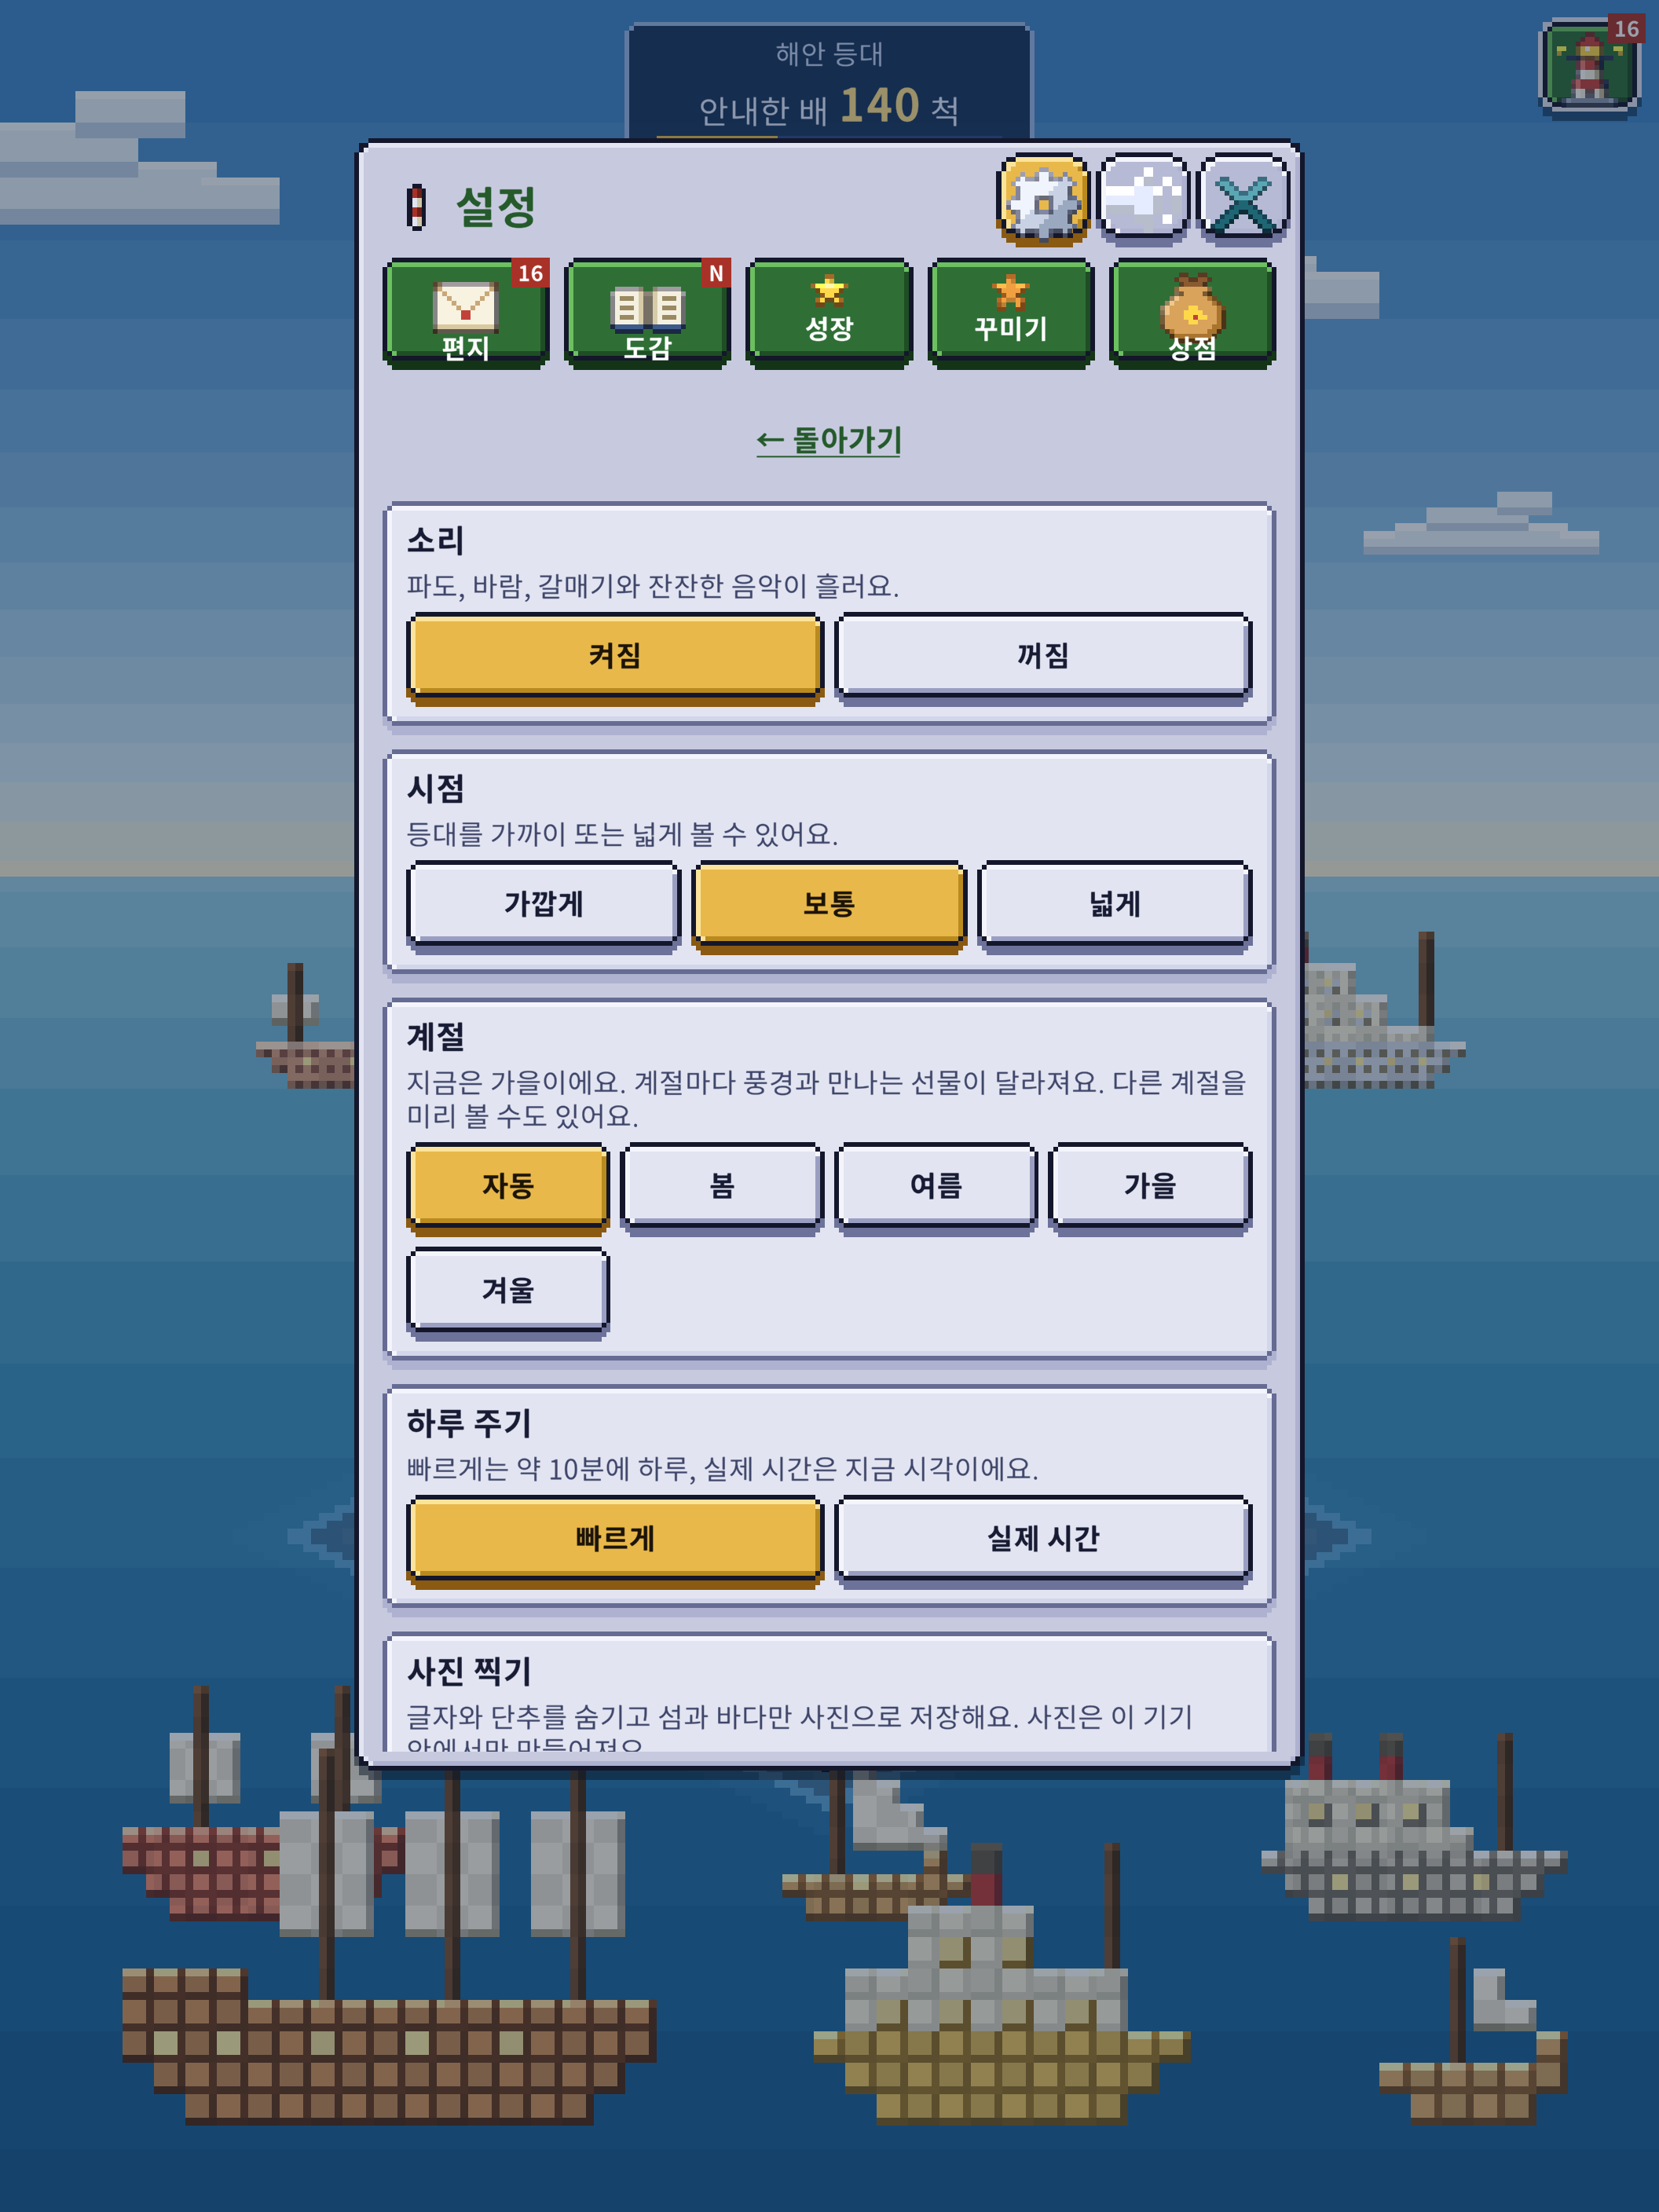 해안 등대
안내한 배 140 척
16
설정
16
편지
N
도감
성장
꾸미기
상점
← 돌아가기
소리
파도, 바람, 갈매기와 잔잔한 음악이 흘러요.
켜짐
꺼짐
시점
등대를 가까이 또는 넓게 볼 수 있어요.
가깝게
보통
넓게
계절
지금은 가을이에요. 계절마다 풍경과 만나는 선물이 달라져요. 다른 계절을
미리 볼 수도 있어요.
자동
봄
여름
가을
겨울
하루 주기
빠르게는 약 10분에 하루, 실제 시간은 지금 시각이에요.
빠르게
실제 시간
사진 찍기
글자와 단추를 숨기고 섬과 바다만 사진으로 저장해요. 사진은 이 기기
안에서만 만들어져요